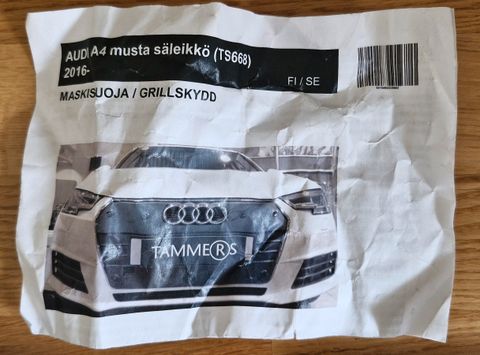 AUDI A4 musta säleikkö (TS668)
2016-
FI / SE
MASKISUOJA / GRILLSKYDD
TAMMERS